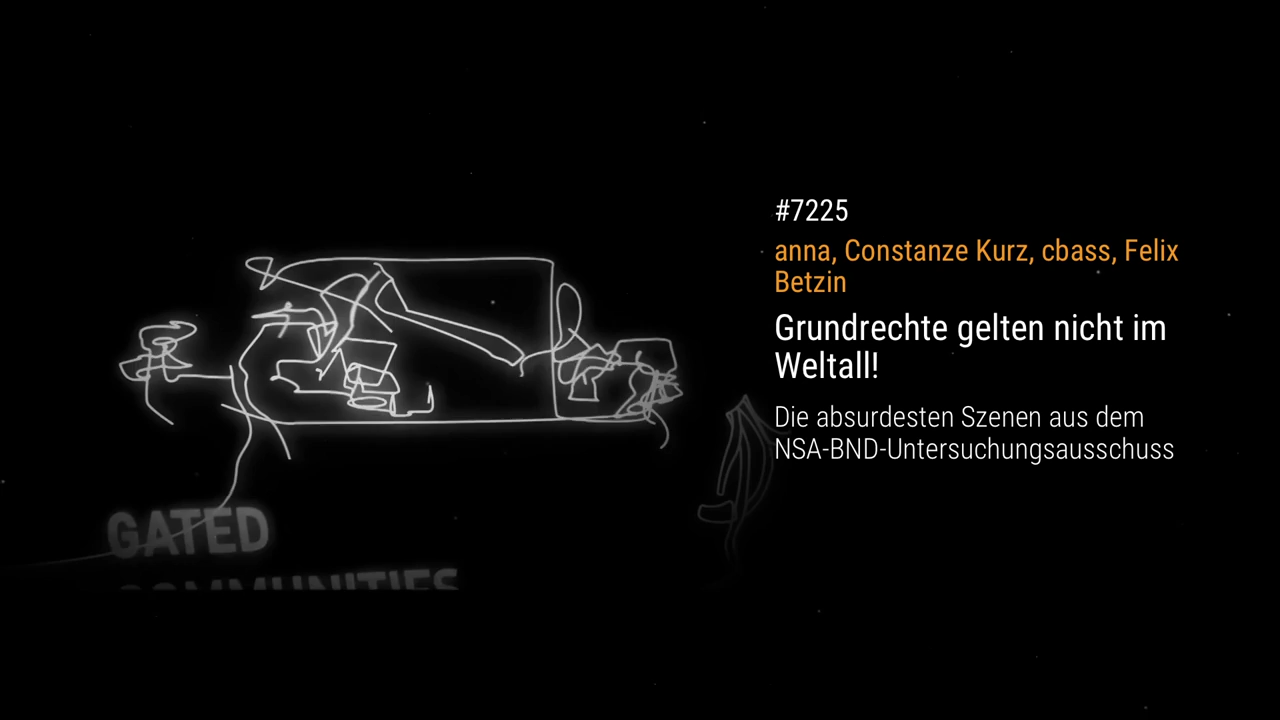 #7225
anna, Constanze Kurz, cbass, Felix
Betzin
Grundrechte gelten nicht im
Weltall!
Die absurdesten Szenen aus dem
NSA-BND-Untersuchungsausschuss
GATED
COMMUNITIES